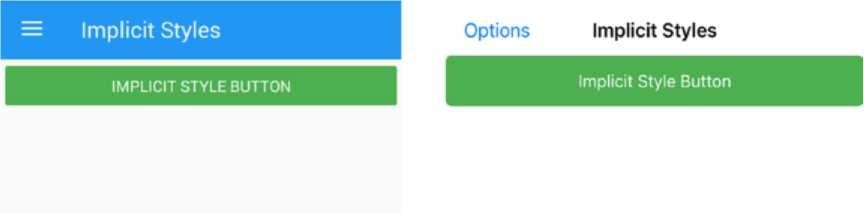 Implicit Styles
IMPLICIT STYLE BUTTON
Options Implicit Styles
Implicit Style Button